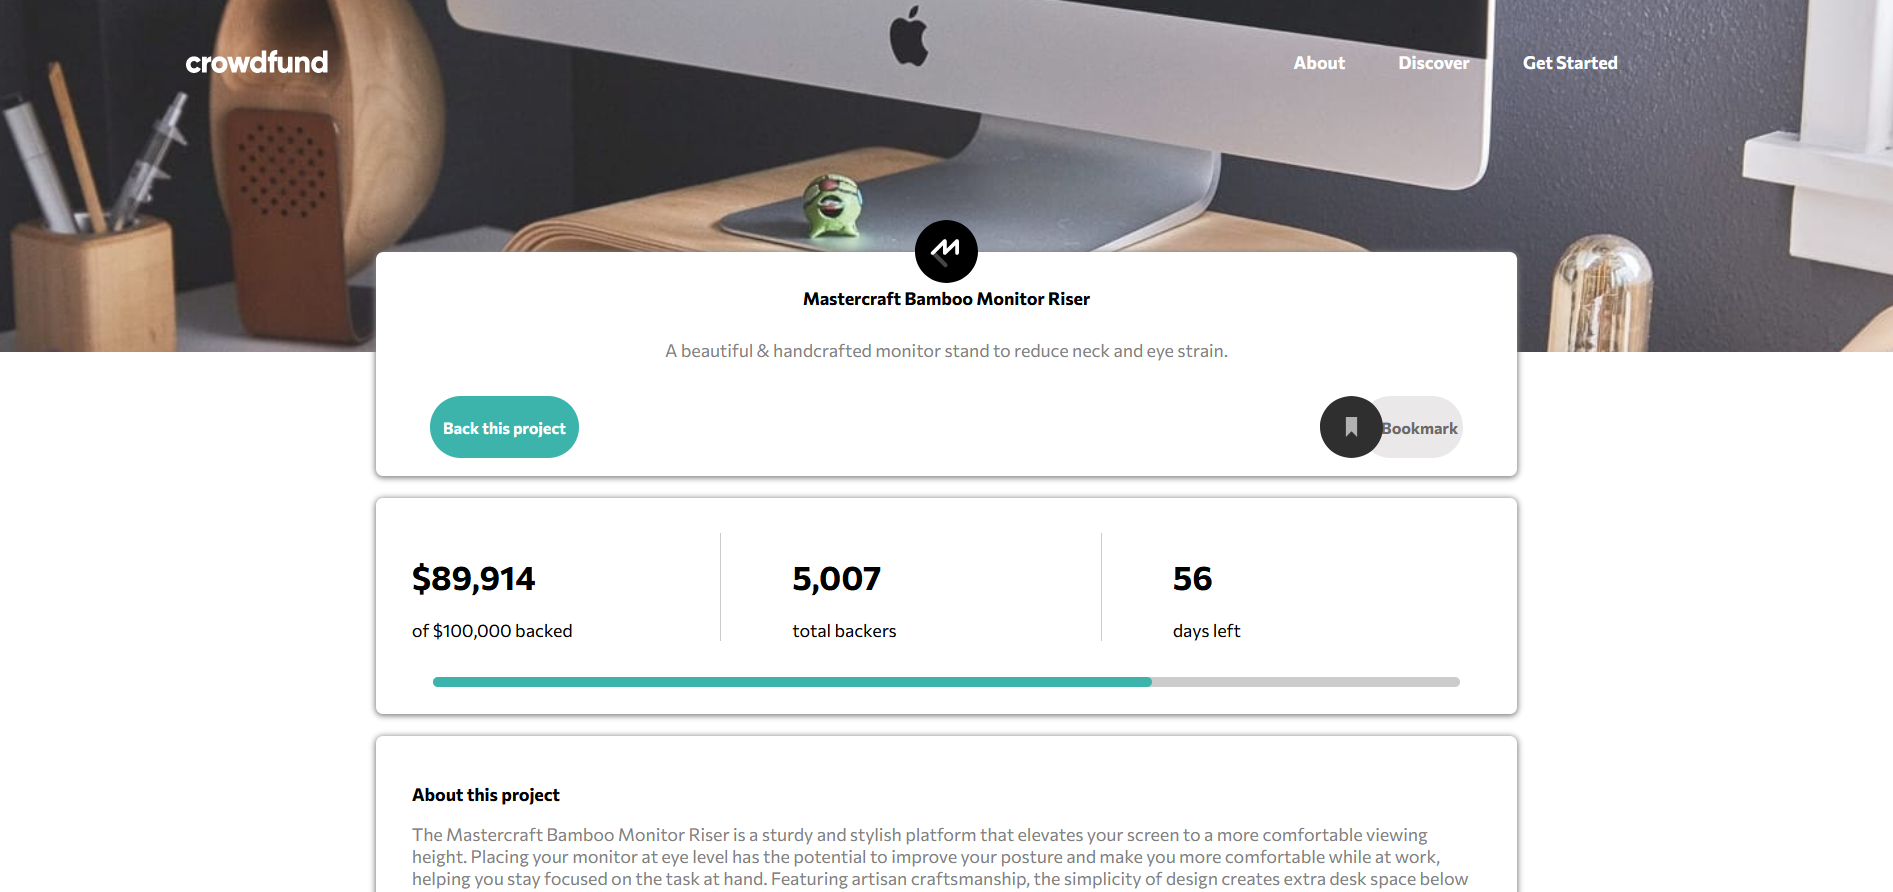 crowdfund
About Discover Get Started
Mastercraft Bamboo Monitor Riser
A beautiful & handcrafted monitor stand to reduce neck and eye strain.
Back this project
Bookmark
$89,914
of $100,000 backed
5,007
total backers
56
days left
About this project
The Mastercraft Bamboo Monitor Riser is a sturdy and stylish platform that elevates your screen to a more comfortable viewing
height. Placing your monitor at eye level has the potential to improve your posture and make you more comfortable while at work,
helping you stay focused on the task at hand. Featuring artisan craftsmanship, the simplicity of design creates extra desk space below